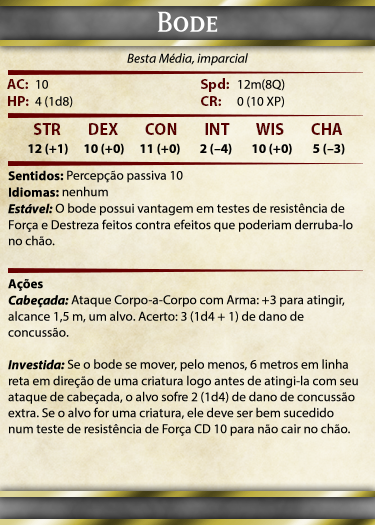 BODE
Besta Média, imparcial
AC: 10 Spd: 12m(8Q)
HP: 4 (1d8) CR: 0 (10 XP)
STR DEX CON INT WIS CHA
12 (+1) 10 (+0) 11 (+0) 2 (–4) 10 (+0) 5 (–3)
Sentidos: Percepção passiva 10
Idiomas: nenhum
Estável: O bode possui vantagem em testes de resistência de
Força e Destreza feitos contra efeitos que poderiam derruba-lo
no chão.
Ações
Cabeçada: Ataque Corpo-a-Corpo com Arma: +3 para atingir,
alcance 1,5 m, um alvo. Acerto: 3 (1d4 + 1) de dano de
concussão.
Investida: Se o bode se mover, pelo menos, 6 metros em linha
reta em direção de uma criatura logo antes de atingi-la com seu
ataque de cabeçada, o alvo sofre 2 (1d4) de dano de concussão
extra. Se o alvo for uma criatura, ele deve ser bem sucedido
num teste de resistência de Força CD 10 para não cair no chão.